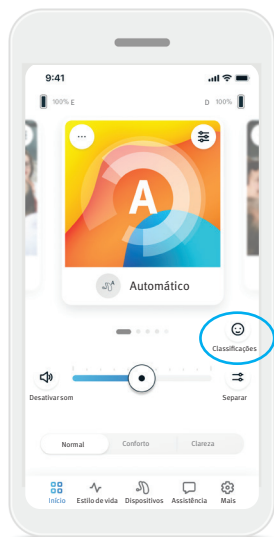 9:41
100% E
D 100%
A
A
Automático
Classificações
Desativar som
Separar
Normal
Conforto
Clareza
Início
Estilo de vida
Dispositivos
Assistência
Mais